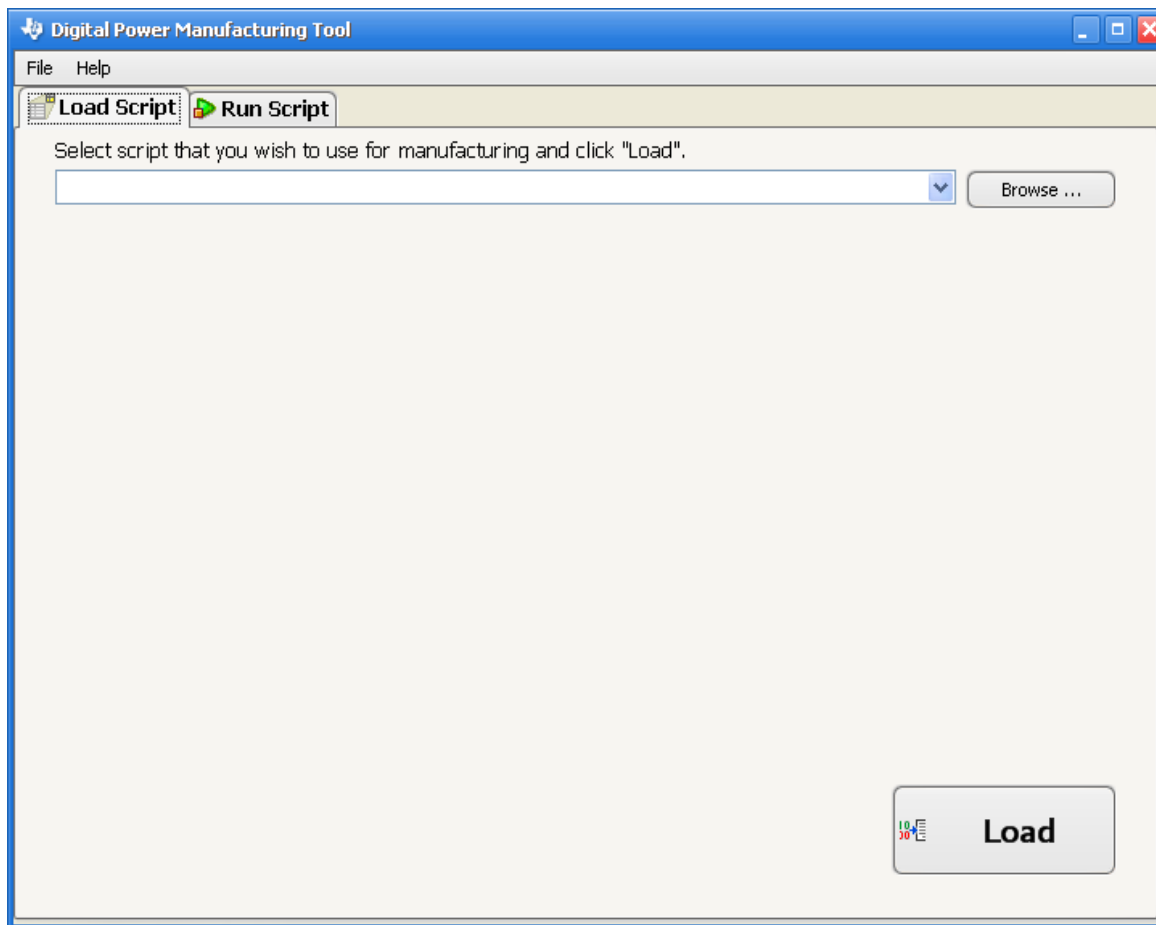 Digital Power Manufacturing Tool
File Help
Load Script Run Script
Select script that you wish to use for manufacturing and click "Load".
Browse ...
Load